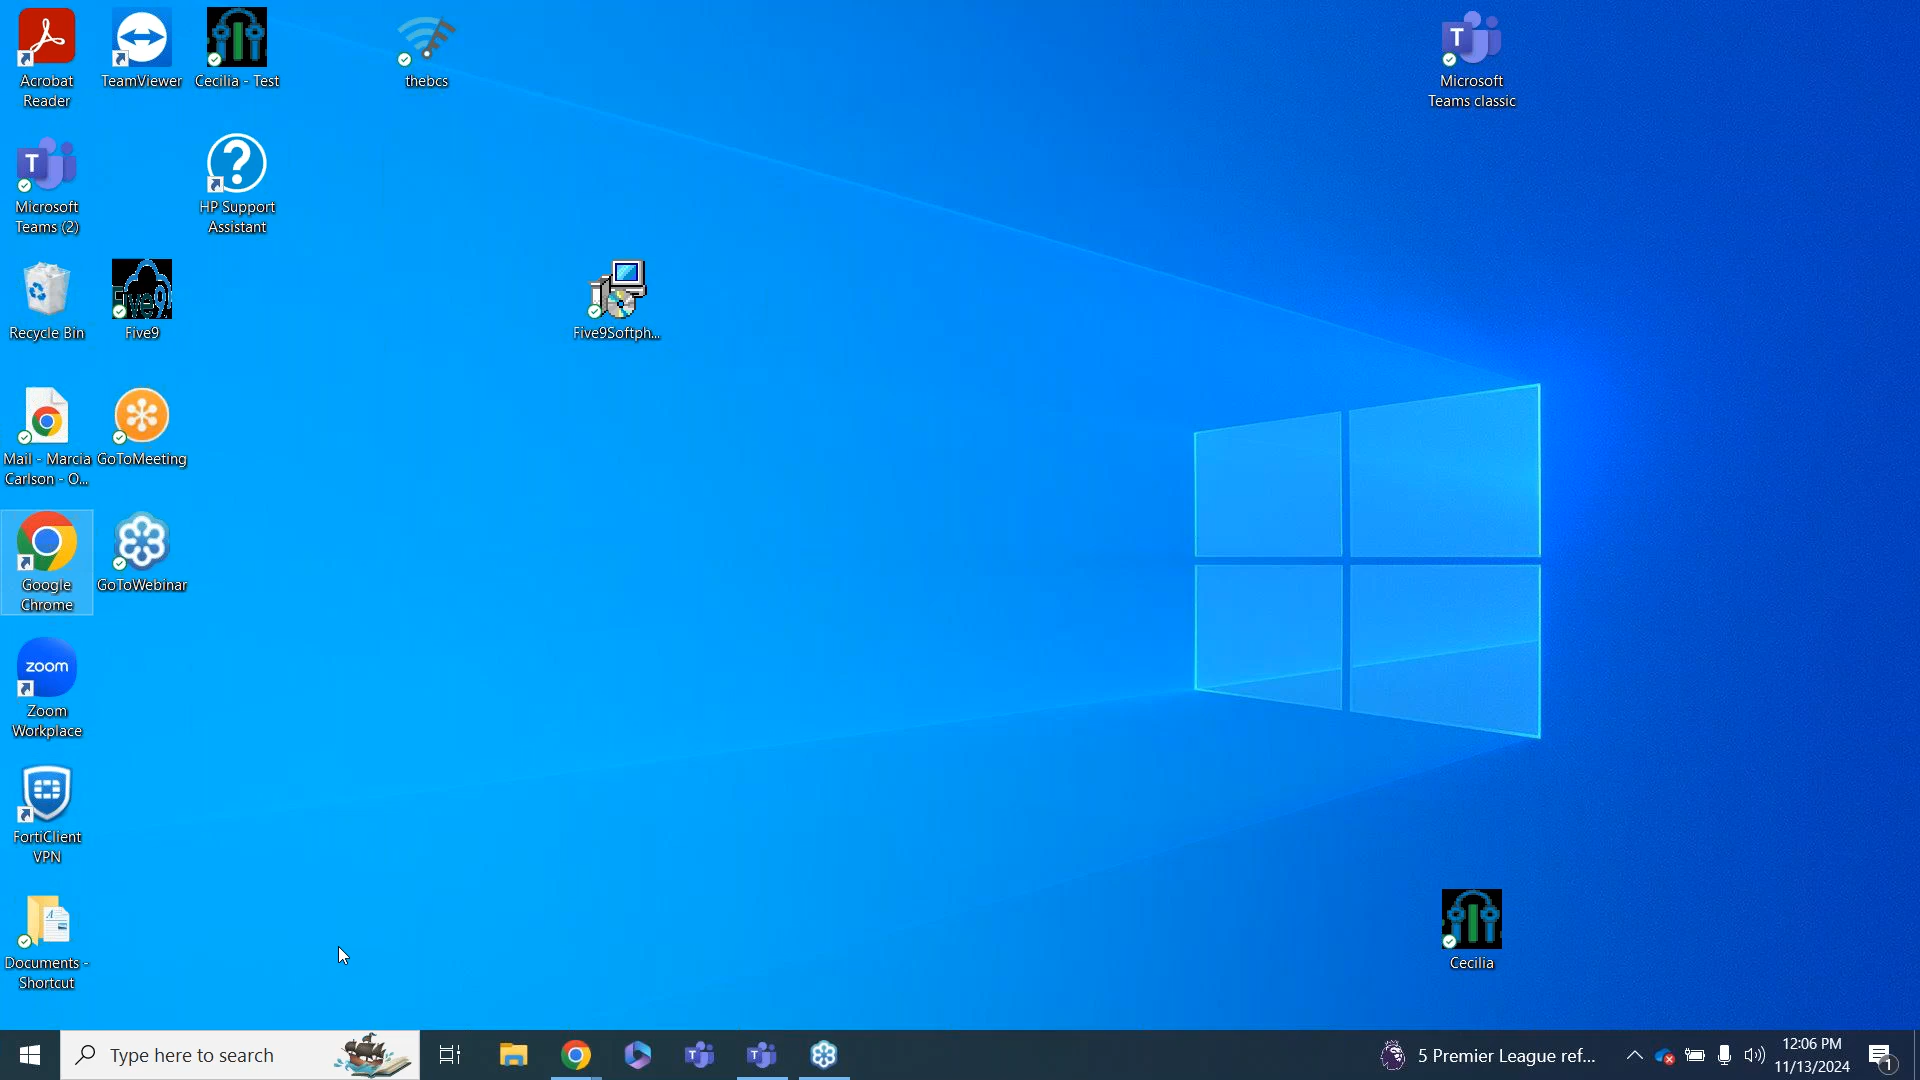 Acrobat
Reader
TeamViewer
Cecilia - Test
thebcs
T
Microsoft
Teams classic
T
Microsoft
Teams (2)
?
HP Support
Assistant
Recycle Bin
Five9
Five9
Five9Softph...
Mail - Marcia
Carlson - O...
GoToMeeting
Google
Chrome
GoToWebinar
zoom
Zoom
Workplace
FortiClient
VPN
A
Documents -
Shortcut
Cecilia
Type here to search
T
T
5 Premier League ref...
12:06 PM
11/13/2024
1